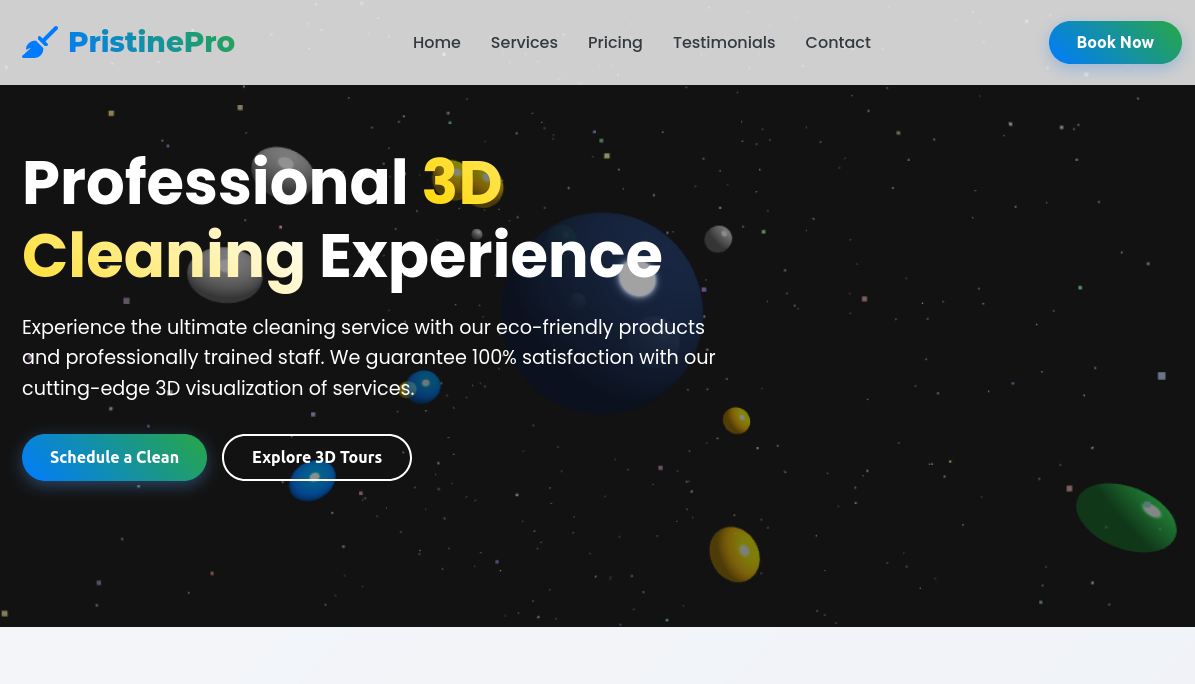 PristinePro
Home
Services
Pricing
Testimonials
Contact
Book Now
Professional 3D
Cleaning Experience
Experience the ultimate cleaning service with our eco-friendly products
and professionally trained staff. We guarantee 100% satisfaction with our
cutting-edge 3D visualization of services.
Schedule a Clean
Explore 3D Tours